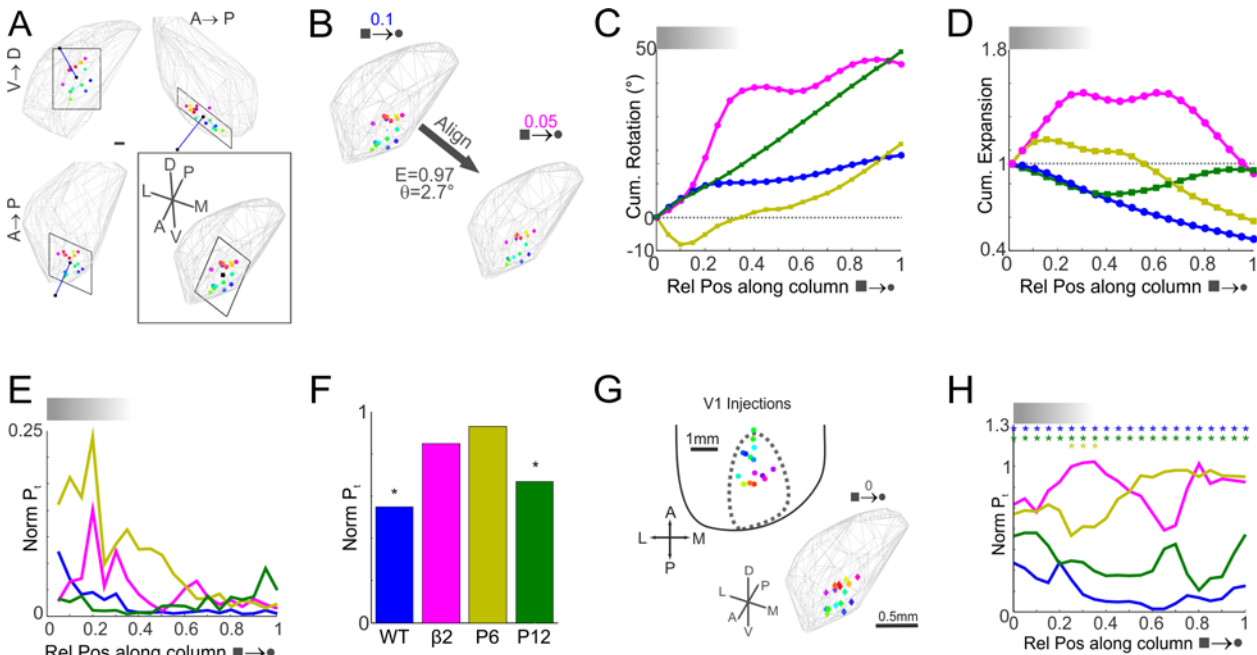 A
A→ P
V→ D
A→ P
D
P
L
M
A
V
B
0.1
■→●
0.05
■→●
Align
E=0.97
θ=2.7°
C
50
Cum. Rotation (°)
0
-10
0 0.2 0.4 0.6 0.8 1
Rel Pos along column ■→●
D
1.8
Cum. Expansion
1
0.4
0 0.2 0.4 0.6 0.8 1
Rel Pos along column ■→●
E
0.25
Norm Pt
0
0 0.2 0.4 0.6 0.8 1
Rel Pos along column ■→●
F
1
Norm Pt
0
* *
WT β2 P6 P12
G
V1 Injections
1mm
A
L M
P
0
■→●
D
P
L
M
A
V
0.5mm
H
1.3
* * * * * * * * * * * * * * * * * * * * *
* * * * * * * * * * * * * * * * * * * * *
* * *
1
Norm Pt
0
0 0.2 0.4 0.6 0.8 1
Rel Pos along column ■→●